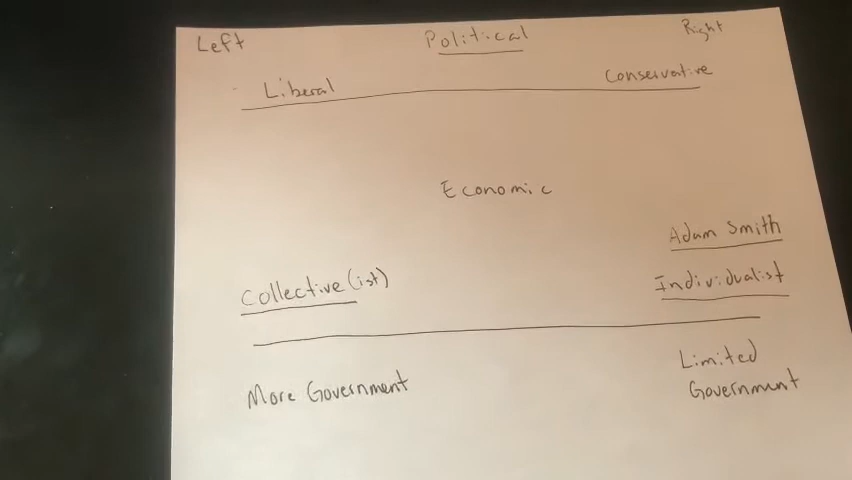 Left Political Right
Liberal Conservative
Economic
Adam Smith
Collective(ist) Individualist
More Government Limited
Government